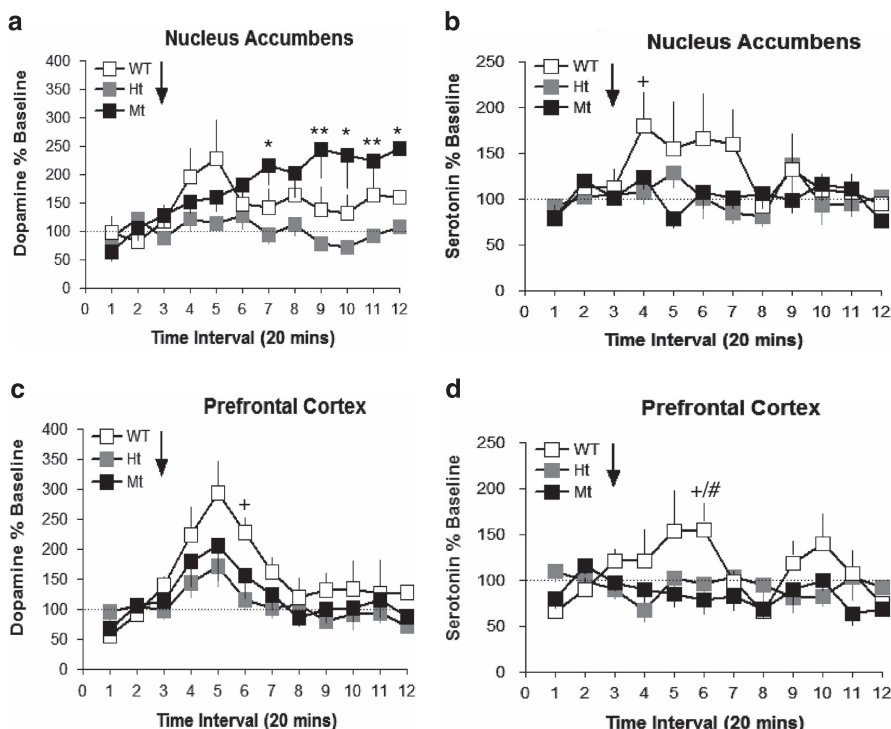 a
Nucleus Accumbens
WT
Ht
Mt
* ** * ** *
Dopamine % Baseline
400
350
300
250
200
150
100
50
0
0 1 2 3 4 5 6 7 8 9 10 11 12
Time Interval (20 mins)
b
Nucleus Accumbens
WT
Ht
Mt
+
Serotonin % Baseline
250
200
150
100
50
0
0 1 2 3 4 5 6 7 8 9 10 11 12
Time Interval (20 mins)
c
Prefrontal Cortex
WT
Ht
Mt
+
Dopamine % Baseline
400
350
300
250
200
150
100
50
0
0 1 2 3 4 5 6 7 8 9 10 11 12
Time Interval (20 mins)
d
Prefrontal Cortex
WT
Ht
Mt
+/#
Serotonin % Baseline
250
200
150
100
50
0
0 1 2 3 4 5 6 7 8 9 10 11 12
Time Interval (20 mins)